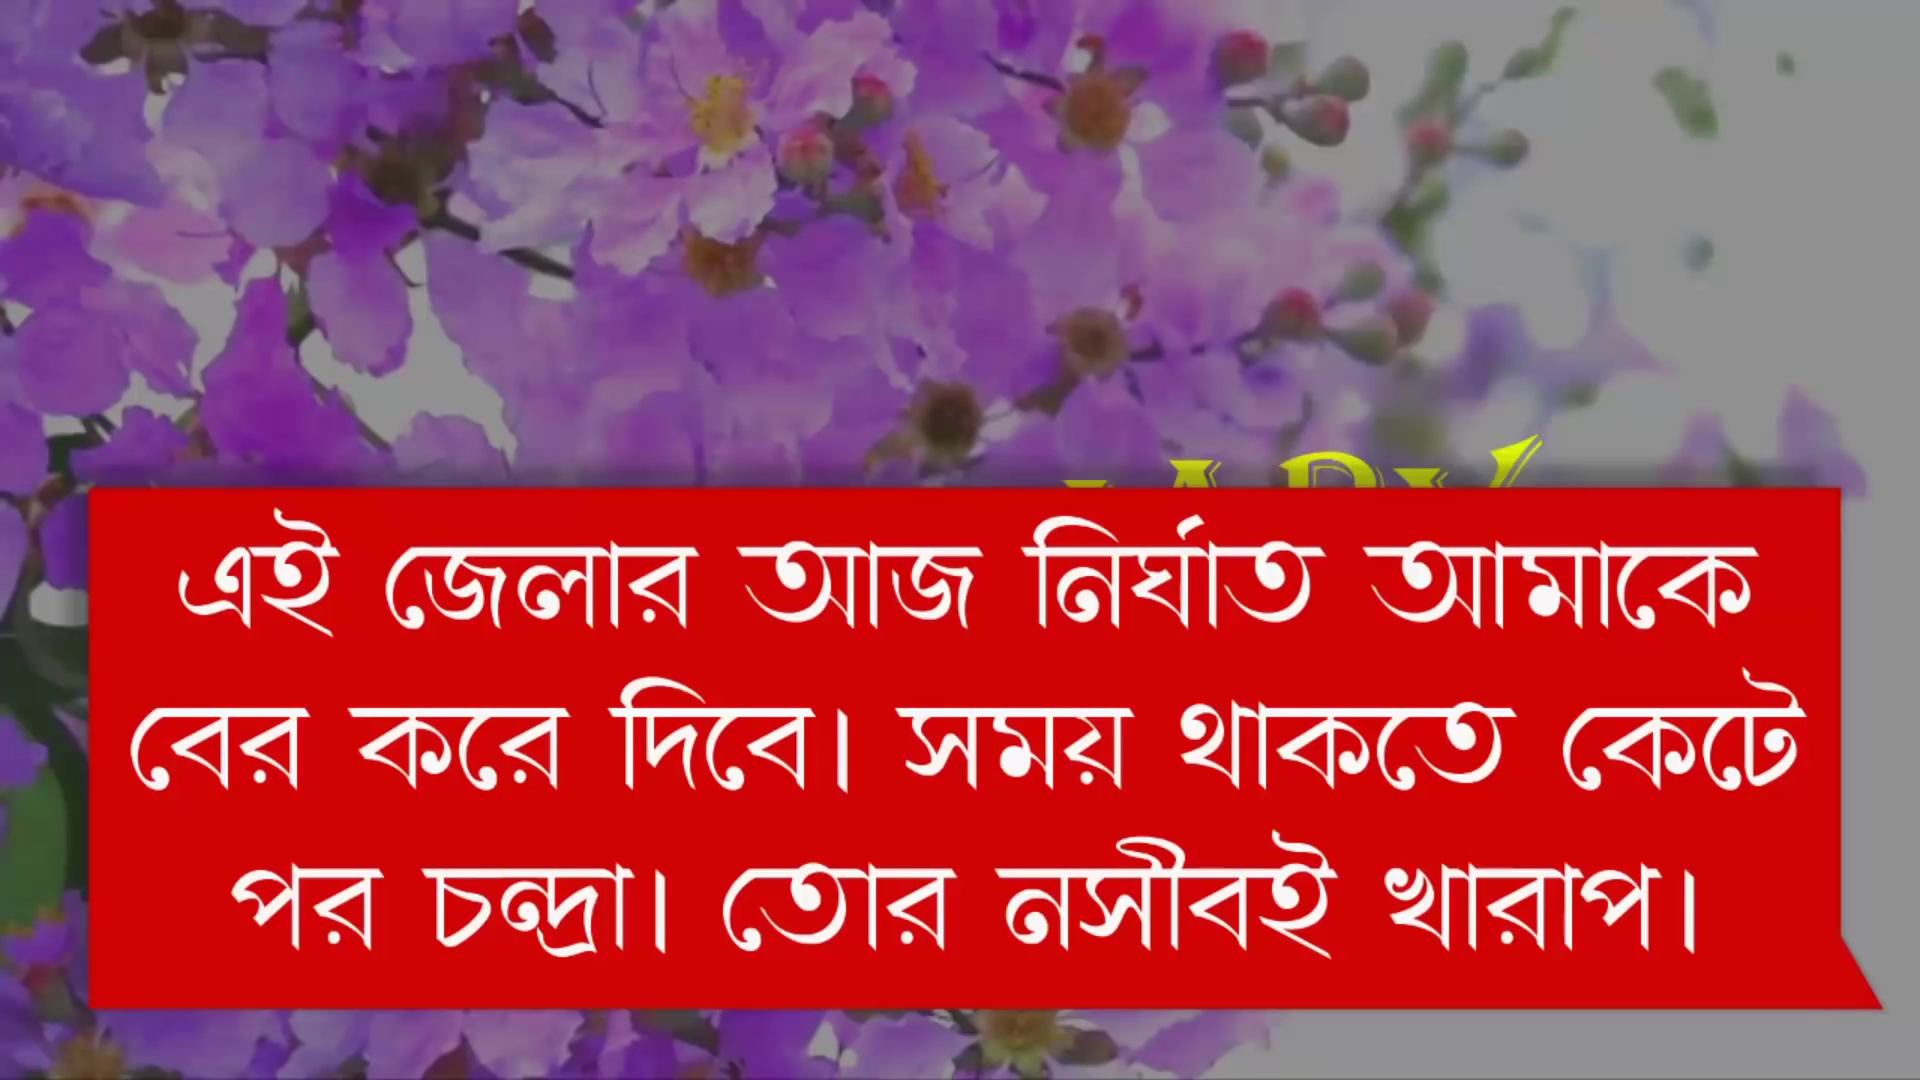 এই জেলার আজ নির্ঘাত আমাকে
বের করে দিবে। সময় থাকতে কেটে
পর চন্দ্রা। তোর নসীবই খারাপ।